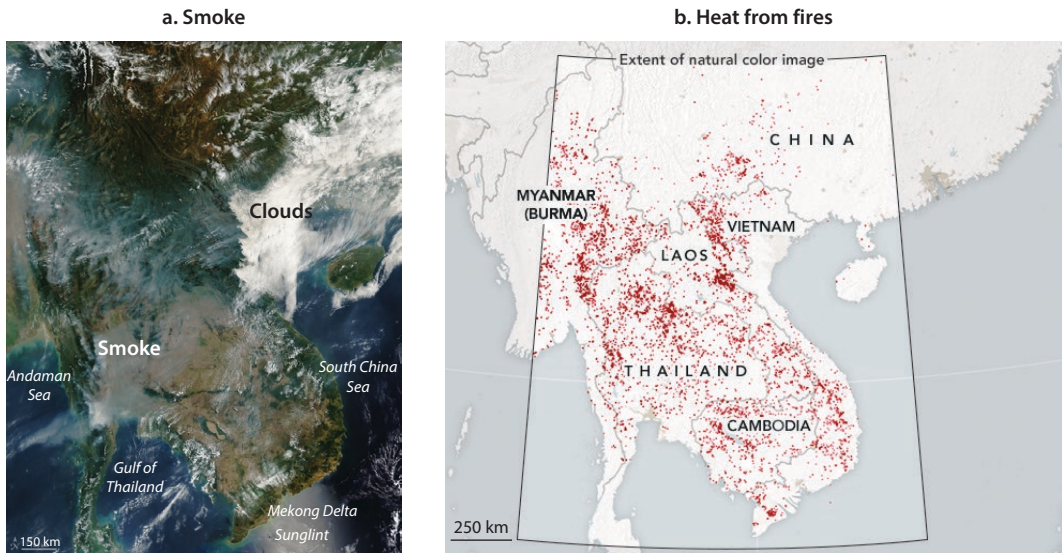 a. Smoke
Clouds
Smoke
Andaman
Sea
South China
Sea
Gulf of
Thailand
Mekong Delta
Sunglint
150 km
b. Heat from fires
Extent of natural color image
CHINA
MYANMAR
(BURMA)
VIETNAM
LAOS
THAILAND
CAMBODIA
250 km